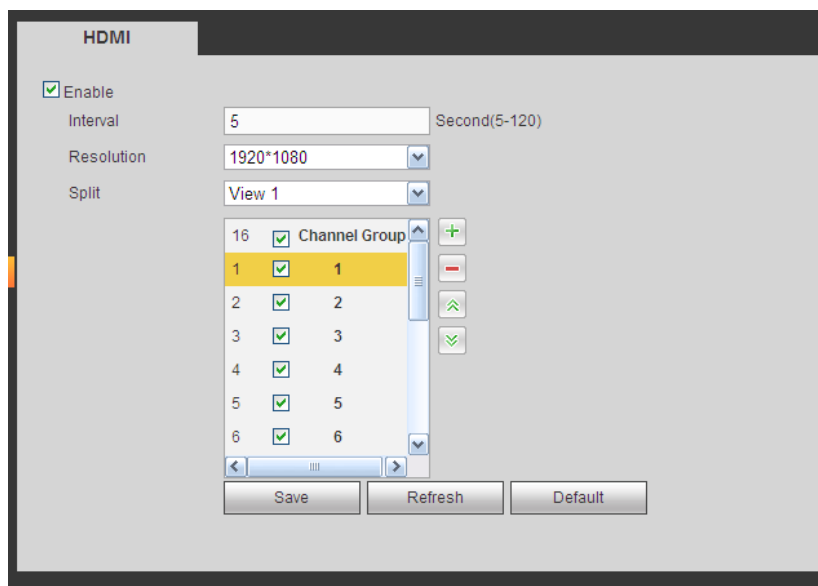 HDMI
Enable
Interval 5 Second(5-120)
Resolution 1920*1080
Split View 1
16 Channel Group
1 1
2 2
3 3
4 4
5 5
6 6
Save Refresh Default